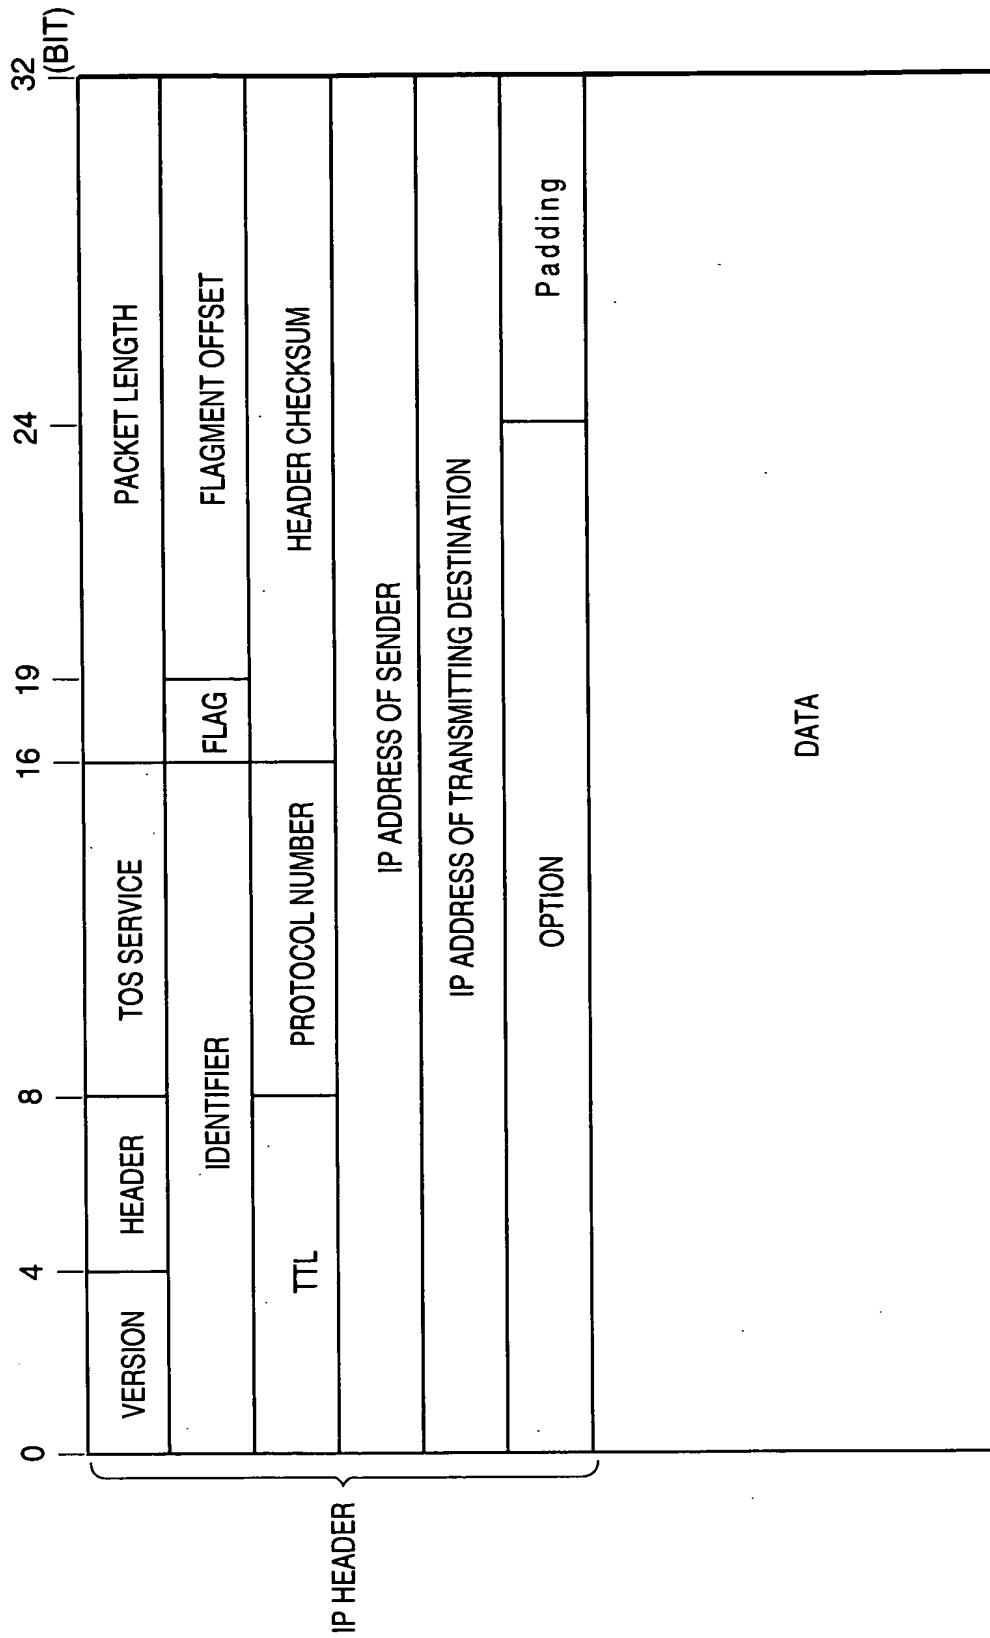 0 4 8 16 19 24 32
(BIT)
VERSION HEADER TOS SERVICE PACKET LENGTH
IDENTIFIER FLAG FLAGMENT OFFSET
TTL PROTOCOL NUMBER HEADER CHECKSUM
IP HEADER
IP ADDRESS OF SENDER
IP ADDRESS OF TRANSMITTING DESTINATION
OPTION Padding
DATA